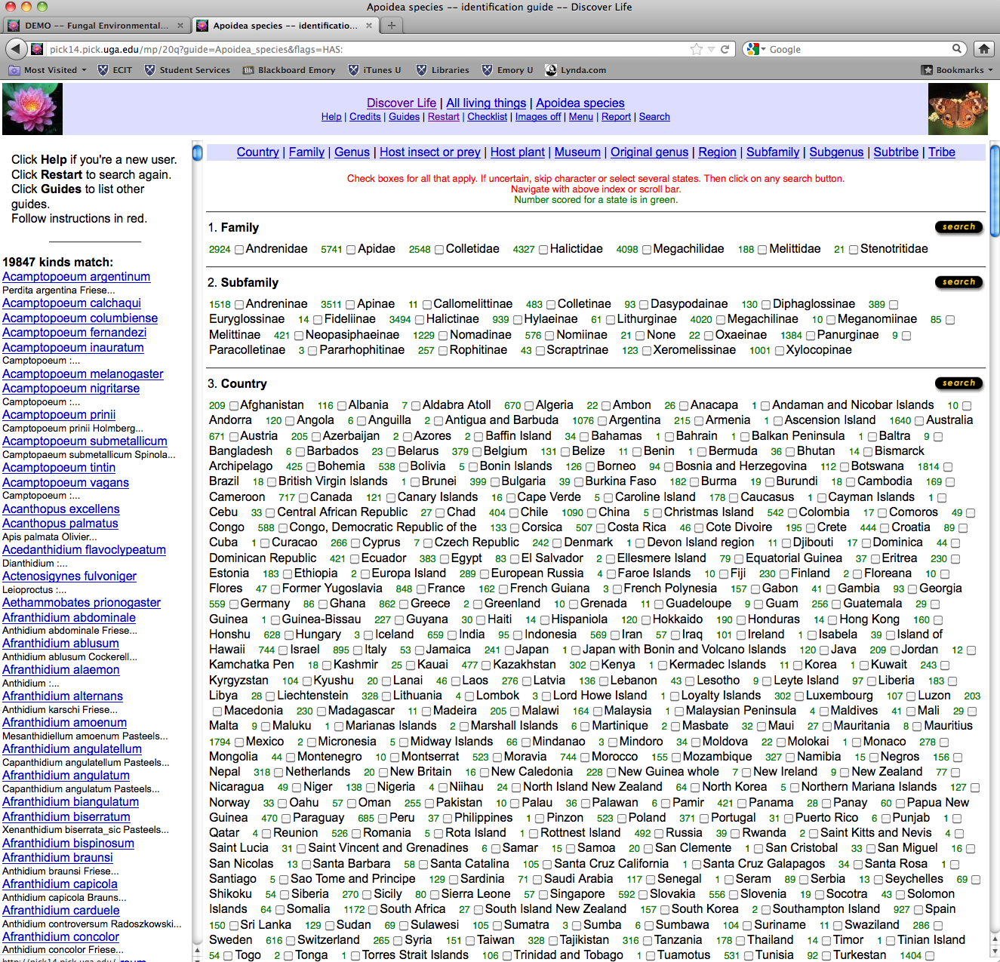 Apoidea species -- identification guide -- Discover Life
DEMO -- Fungal Environmental...
Apoidea species -- identificatio...
pick14.pick.uga.edu/mp/20q?guide=Apoidea_species&flags=HAS:
Google
Most Visited ECIT Student Services Blackboard Emory iTunes U Libraries Emory U Lynda.com Bookmarks
Discover Life | All living things | Apoidea species
Help | Credits | Guides | Restart | Checklist | Images off | Menu | Report | Search
Click Help if you're a new user.
Click Restart to search again.
Click Guides to list other
guides.
Follow instructions in red.
19847 kinds match:
Acamptopoeum argentinum
Perdita argentina Friese...
Acamptopoeum calchaqui
Acamptopoeum columbiense
Acamptopoeum fernandezi
Acamptopoeum inauratum
Camptopoeum :...
Acamptopoeum melanogaster
Acamptopoeum nigritarse
Camptopoeum :...
Acamptopoeum prinii
Camptopoeum prinii Holmberg...
Acamptopoeum submetallicum
Camptopaeum submetallicum Spinola...
Acamptopoeum tintin
Acamptopoeum vagans
Camptopoeum :...
Acanthopus excellens
Acanthopus palmatus
Apis palmata Olivier...
Acedanthidium flavoclypeatum
Dianthidium :...
Actenosigynes fulvoniger
Leioproctus :...
Aethammobates prionogaster
Afranthidium abdominale
Anthidium abdominale Friese...
Afranthidium ablusum
Anthidium ablusum Cockerell...
Afranthidium alaemon
Anthidium :...
Afranthidium alternans
Anthidium karschi Friese...
Afranthidium amoenum
Mesanthidiellum amoenum Pasteels...
Afranthidium angulatellum
Capanthidium angulatellum Pasteels...
Afranthidium angulatum
Capanthidium angulatum Pasteels...
Afranthidium biangulatum
Afranthidium biserratum
Xenanthidium biserrata_sic Pasteels...
Afranthidium bispinosum
Afranthidium braunsi
Anthidium braunsi Friese...
Afranthidium capicola
Anthidium capicola Brauns...
Afranthidium carduele
Anthidium controversum Radoszkowski...
Afranthidium concolor
Anthidium concolor Friese...
Country | Family | Genus | Host insect or prey | Host plant | Museum | Original genus | Region | Subfamily | Subgenus | Subtribe | Tribe
Check boxes for all that apply. If uncertain, skip character or select several states. Then click on any search button.
Navigate with above index or scroll bar.
Number scored for a state is in green.
1. Family search
2924 Andrenidae 5741 Apidae 2548 Colletidae 4327 Halictidae 4098 Megachilidae 188 Melittidae 21 Stenotritidae
2. Subfamily search
1518 Andreninae 3511 Apinae 11 Callomelittinae 483 Colletinae 93 Dasypodainae 130 Diphaglossinae 389
Euryglossinae 14 Fideliinae 3494 Halictinae 939 Hylaeinae 61 Lithurginae 4020 Megachilinae 10 Meganomiinae 85
Melittinae 421 Neopasiphaeinae 1229 Nomadinae 576 Nomiinae 21 None 22 Oxaeinae 1384 Panurginae 9
Paracolletinae 3 Pararhophitinae 257 Rophitinae 43 Scraptrinae 123 Xeromelissinae 1001 Xylocopinae
3. Country search
209 Afghanistan 116 Albania 7 Aldabra Atoll 670 Algeria 22 Ambon 26 Anacapa 1 Andaman and Nicobar Islands 10
Andorra 120 Angola 6 Anguilla 2 Antigua and Barbuda 1076 Argentina 215 Armenia 1 Ascension Island 1640 Australia
671 Austria 205 Azerbaijan 2 Azores 2 Baffin Island 34 Bahamas 1 Bahrain 1 Balkan Peninsula 1 Baltra 9
Bangladesh 6 Barbados 23 Belarus 379 Belgium 131 Belize 11 Benin 1 Bermuda 36 Bhutan 14 Bismarck
Archipelago 425 Bohemia 538 Bolivia 5 Bonin Islands 126 Borneo 94 Bosnia and Herzegovina 112 Botswana 1814
Brazil 18 British Virgin Islands 1 Brunei 399 Bulgaria 39 Burkina Faso 182 Burma 19 Burundi 18 Cambodia 169
Cameroon 717 Canada 121 Canary Islands 16 Cape Verde 5 Caroline Island 178 Caucasus 1 Cayman Islands 1
Cebu 33 Central African Republic 27 Chad 404 Chile 1090 China 5 Christmas Island 542 Colombia 17 Comoros 49
Congo 588 Congo, Democratic Republic of the 133 Corsica 507 Costa Rica 46 Cote Divoire 195 Crete 444 Croatia 89
Cuba 1 Curacao 266 Cyprus 7 Czech Republic 242 Denmark 1 Devon Island region 11 Djibouti 17 Dominica 44
Dominican Republic 421 Ecuador 383 Egypt 83 El Salvador 2 Ellesmere Island 79 Equatorial Guinea 37 Eritrea 230
Estonia 183 Ethiopia 2 Europa Island 289 European Russia 4 Faroe Islands 10 Fiji 230 Finland 2 Floreana 10
Flores 47 Former Yugoslavia 848 France 162 French Guiana 3 French Polynesia 157 Gabon 41 Gambia 93 Georgia
559 Germany 86 Ghana 862 Greece 2 Greenland 10 Grenada 11 Guadeloupe 9 Guam 256 Guatemala 29
Guinea 1 Guinea-Bissau 227 Guyana 30 Haiti 14 Hispaniola 120 Hokkaido 190 Honduras 14 Hong Kong 160
Honshu 628 Hungary 3 Iceland 659 India 95 Indonesia 569 Iran 57 Iraq 101 Ireland 1 Isabela 39 Island of
Hawaii 744 Israel 895 Italy 53 Jamaica 241 Japan 1 Japan with Bonin and Volcano Islands 120 Java 209 Jordan 12
Kamchatka Pen 18 Kashmir 25 Kauai 477 Kazakhstan 302 Kenya 1 Kermadec Islands 11 Korea 1 Kuwait 243
Kyrgyzstan 104 Kyushu 20 Lanai 46 Laos 276 Latvia 136 Lebanon 43 Lesotho 9 Leyte Island 97 Liberia 183
Libya 28 Liechtenstein 328 Lithuania 4 Lombok 3 Lord Howe Island 1 Loyalty Islands 302 Luxembourg 107 Luzon 203
Macedonia 230 Madagascar 11 Madeira 205 Malawi 164 Malaysia 1 Malaysian Peninsula 4 Maldives 41 Mali 29
Malta 9 Maluku 1 Marianas Islands 2 Marshall Islands 6 Martinique 2 Masbate 32 Maui 27 Mauritania 8 Mauritius
1794 Mexico 2 Micronesia 5 Midway Islands 66 Mindanao 3 Mindoro 34 Moldova 22 Molokai 1 Monaco 278
Mongolia 44 Montenegro 10 Montserrat 523 Moravia 744 Morocco 155 Mozambique 327 Namibia 15 Negros 156
Nepal 318 Netherlands 20 New Britain 16 New Caledonia 228 New Guinea whole 7 New Ireland 9 New Zealand 77
Nicaragua 49 Niger 138 Nigeria 4 Niihau 24 North Island New Zealand 64 North Korea 5 Northern Mariana Islands 127
Norway 33 Oahu 57 Oman 255 Pakistan 10 Palau 36 Palawan 6 Pamir 421 Panama 28 Panay 60 Papua New
Guinea 470 Paraguay 685 Peru 37 Philippines 1 Pinzon 523 Poland 371 Portugal 31 Puerto Rico 6 Punjab 1
Qatar 4 Reunion 526 Romania 5 Rota Island 1 Rottnest Island 492 Russia 39 Rwanda 2 Saint Kitts and Nevis 4
Saint Lucia 31 Saint Vincent and Grenadines 6 Samar 15 Samoa 20 San Clemente 1 San Cristobal 33 San Miguel 16
San Nicolas 13 Santa Barbara 58 Santa Catalina 105 Santa Cruz California 1 Santa Cruz Galapagos 34 Santa Rosa 1
Santiago 5 Sao Tome and Principe 129 Sardinia 71 Saudi Arabia 117 Senegal 1 Seram 89 Serbia 13 Seychelles 69
Shikoku 54 Siberia 270 Sicily 80 Sierra Leone 57 Singapore 592 Slovakia 556 Slovenia 19 Socotra 43 Solomon
Islands 64 Somalia 1172 South Africa 27 South Island New Zealand 157 South Korea 2 Southampton Island 927 Spain
150 Sri Lanka 129 Sudan 69 Sulawesi 105 Sumatra 3 Sumba 6 Sumbawa 104 Suriname 11 Swaziland 286
Sweden 616 Switzerland 265 Syria 151 Taiwan 328 Tajikistan 316 Tanzania 178 Thailand 14 Timor 1 Tinian Island
54 Togo 2 Tonga 1 Torres Strait Islands 106 Trinidad and Tobago 1 Tuamotus 531 Tunisia 92 Turkestan 1404